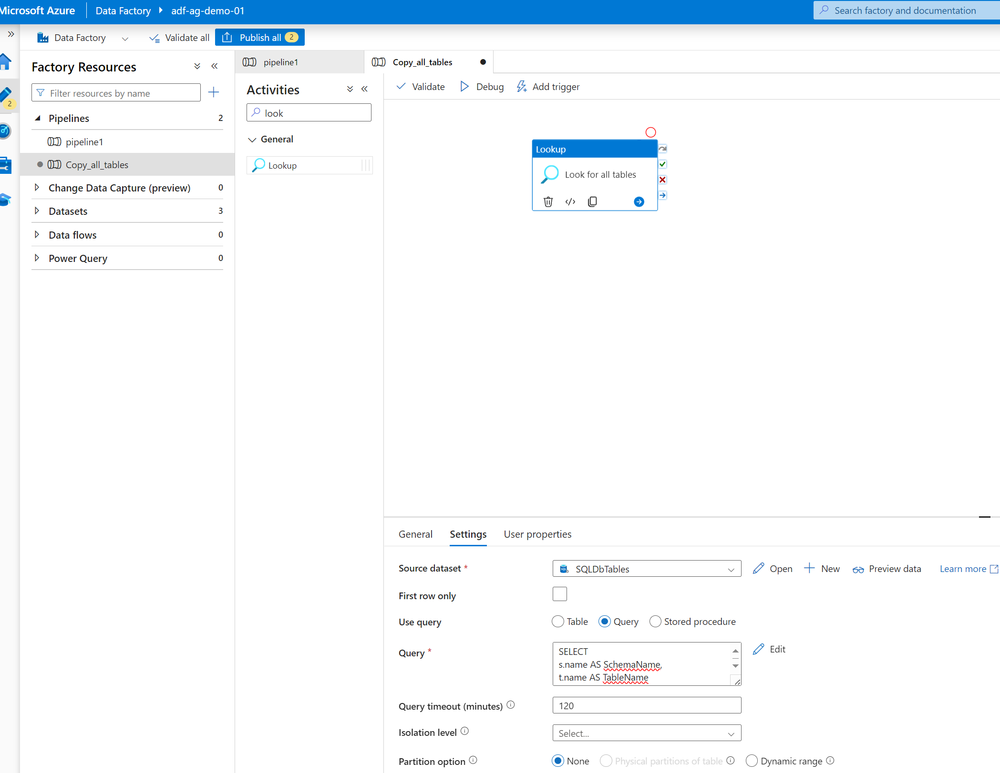 Microsoft Azure
Data Factory
adf-ag-demo-01
Search factory and documentation
Data Factory
Validate all
Publish all 2
Factory Resources
Filter resources by name
2
Pipelines 2
pipeline1
Copy_all_tables
Change Data Capture (preview) 0
Datasets 3
Data flows 0
Power Query 0
pipeline1
Copy_all_tables
Activities
look
General
Lookup
Validate
Debug
Add trigger
Lookup
Look for all tables
General
Settings
User properties
Source dataset *
SQL
SQLDbTables
Open
New
Preview data
Learn more
First row only
Use query
Table
Query
Stored procedure
Query *
SELECT
s.name AS SchemaName,
t.name AS TableName
Edit
Query timeout (minutes)
120
Isolation level
Select...
Partition option
None
Physical partitions of table
Dynamic range